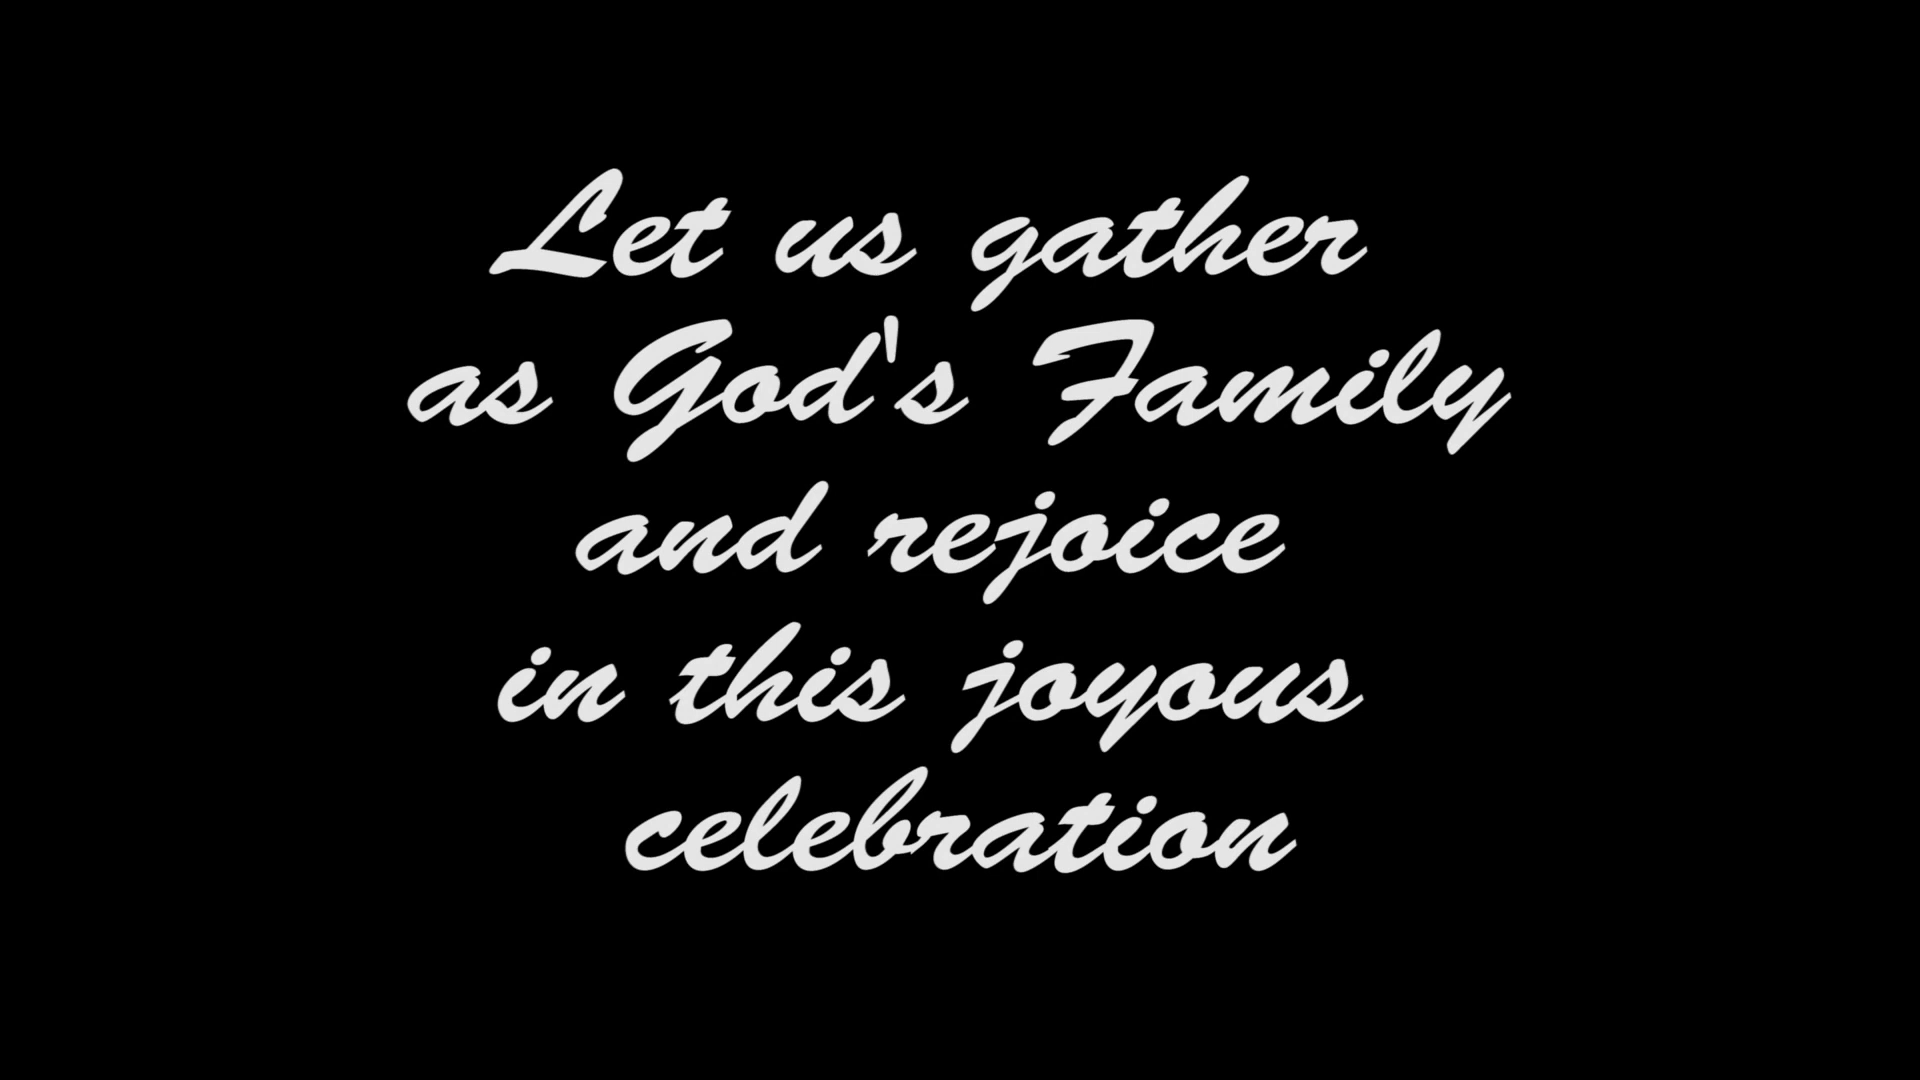 Let us gather
as God's Family
and rejoice
in this joyous
celebration